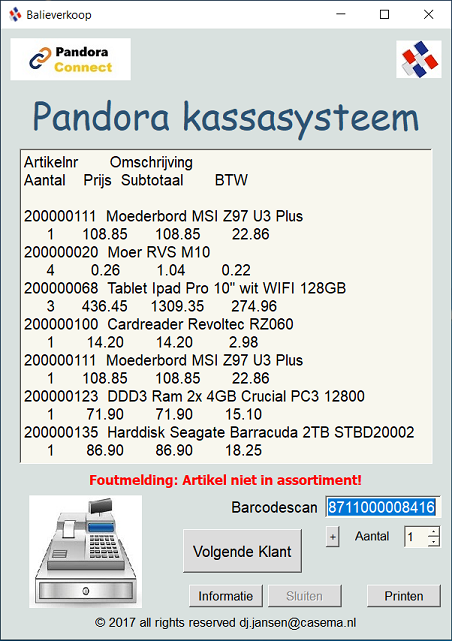 Balieverkoop
Pandora
Connect
Pandora kassasysteem
Artikelnr Omschrijving
Aantal Prijs Subtotaal BTW
200000111 Moederbord MSI Z97 U3 Plus
1 108.85 108.85 22.86
200000020 Moer RVS M10
4 0.26 1.04 0.22
200000068 Tablet Ipad Pro 10" wit WIFI 128GB
3 436.45 1309.35 274.96
200000100 Cardreader Revoltec RZ060
1 14.20 14.20 2.98
200000111 Moederbord MSI Z97 U3 Plus
1 108.85 108.85 22.86
200000123 DDD3 Ram 2x 4GB Crucial PC3 12800
1 71.90 71.90 15.10
200000135 Harddisk Seagate Barracuda 2TB STBD20002
1 86.90 86.90 18.25
Foutmelding: Artikel niet in assortiment!
Barcodescan 8711000008416
Volgende Klant + Aantal 1
Informatie Sluiten Printen
© 2017 all rights reserved dj.jansen@casema.nl